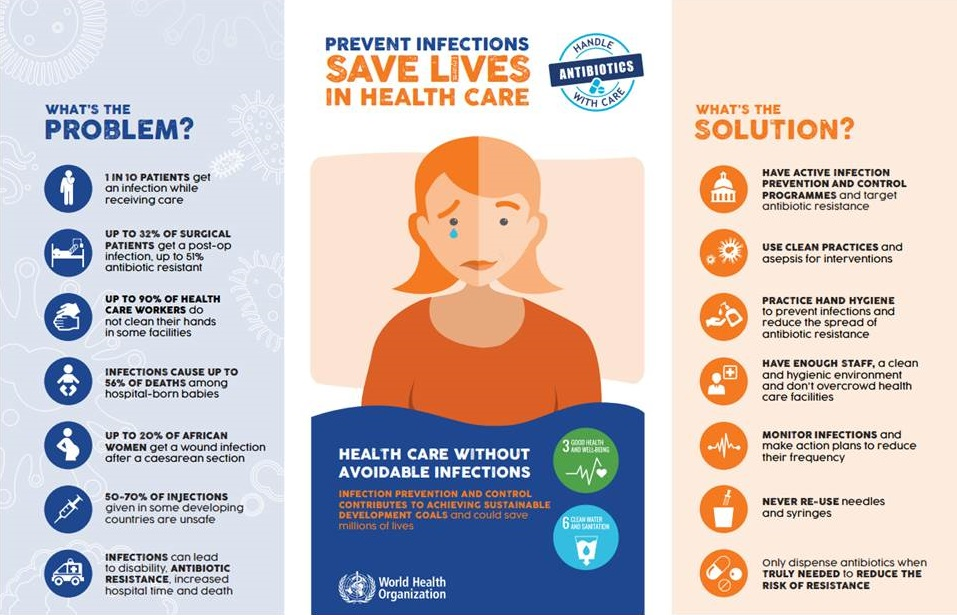 WHAT'S THE
PROBLEM?
1 IN 10 PATIENTS get
an infection while
receiving care
UP TO 32% OF SURGICAL
PATIENTS get a post-op
infection, up to 51%
antibiotic resistant
UP TO 90% OF HEALTH
CARE WORKERS do
not clean their hands
in some facilities
INFECTIONS CAUSE UP TO
56% OF DEATHS among
hospital-born babies
UP TO 20% OF AFRICAN
WOMEN get a wound infection
after a caesarean section
50-70% OF INJECTIONS
given in some developing
countries are unsafe
INFECTIONS can lead
to disability, ANTIBIOTIC
RESISTANCE, increased
hospital time and death
PREVENT INFECTIONS
SAVE LIVES
IN HEALTH CARE
HANDLE
ANTIBIOTICS
WITH CARE
HEALTH CARE WITHOUT
AVOIDABLE INFECTIONS
INFECTION PREVENTION AND CONTROL
CONTRIBUTES TO ACHIEVING SUSTAINABLE
DEVELOPMENT GOALS and could save
millions of lives
3 GOOD HEALTH
AND WELL-BEING
6 CLEAN WATER
AND SANITATION
World Health
Organization
WHAT'S THE
SOLUTION?
HAVE ACTIVE INFECTION
PREVENTION AND CONTROL
PROGRAMMES and target
antibiotic resistance
USE CLEAN PRACTICES and
asepsis for interventions
PRACTICE HAND HYGIENE
to prevent infections and
reduce the spread of
antibiotic resistance
HAVE ENOUGH STAFF, a clean
and hygienic environment
and don't overcrowd health
care facilities
MONITOR INFECTIONS and
make action plans to reduce
their frequency
NEVER RE-USE needles
and syringes
Only dispense antibiotics when
TRULY NEEDED to REDUCE THE
RISK OF RESISTANCE